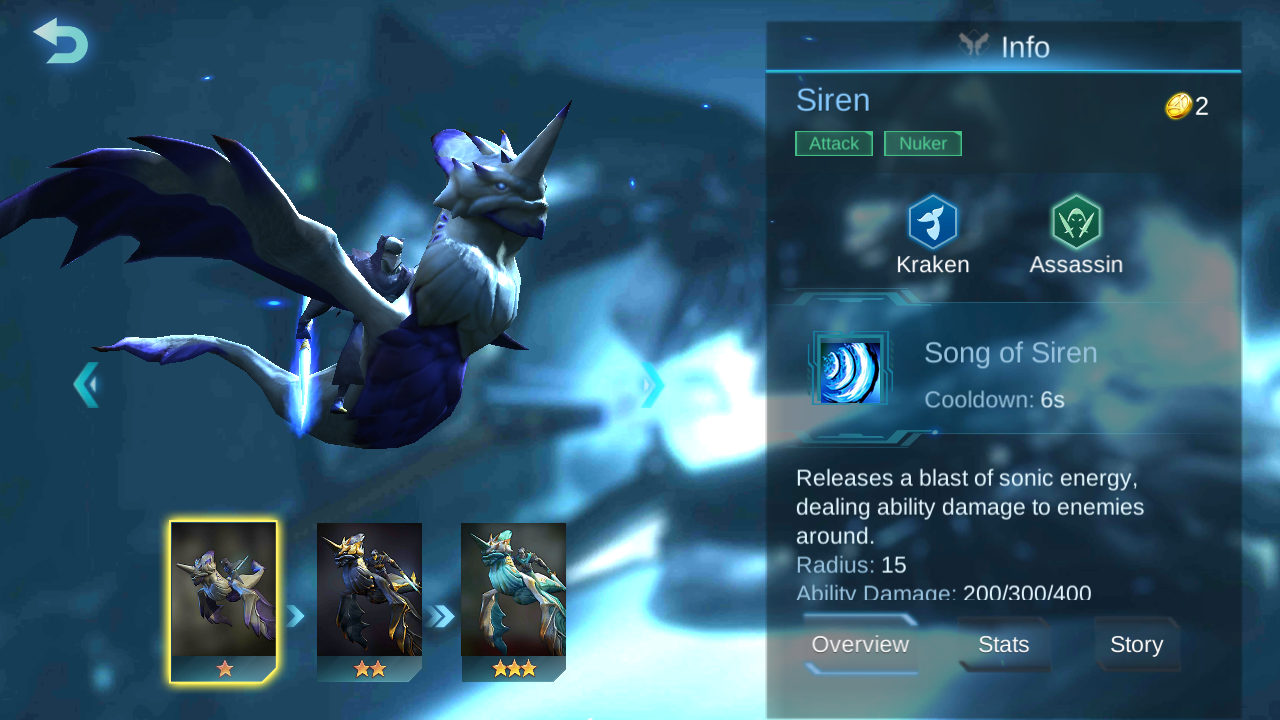 Info
Siren
2
Attack
Nuker
Kraken
Assassin
Song of Siren
Cooldown: 6s
Releases a blast of sonic energy,
dealing ability damage to enemies
around.
Radius: 15
Ability Damage: 200/300/400
Overview
Stats
Story